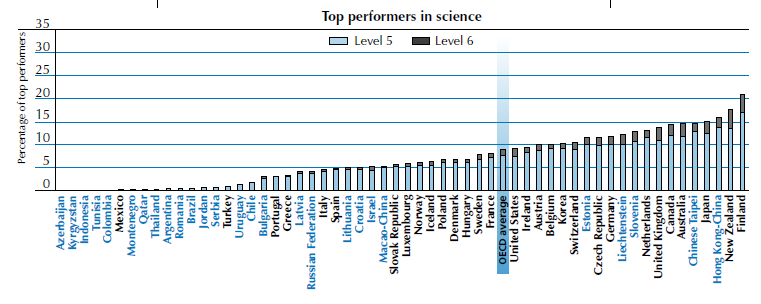 Top performers in science
Percentage of top performers
35
30
25
20
15
10
5
0
Level 5
Level 6
Azerbaijan
Kyrgyzstan
Indonesia
Tunisia
Colombia
Mexico
Montenegro
Qatar
Thailand
Argentina
Romania
Brazil
Jordan
Serbia
Turkey
Uruguay
Chile
Bulgaria
Portugal
Greece
Latvia
Russian Federation
Italy
Spain
Lithuania
Croatia
Israel
Macao-China
Slovak Republic
Luxembourg
Norway
Iceland
Poland
Denmark
Hungary
Sweden
France
OECD average
United States
Ireland
Austria
Belgium
Korea
Switzerland
Estonia
Czech Republic
Germany
Liechtenstein
Slovenia
Netherlands
United Kingdom
Canada
Australia
Chinese Taipei
Japan
Hong Kong-China
New Zealand
Finland